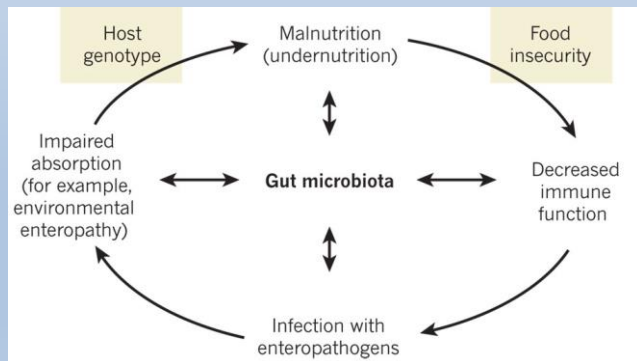 Host
genotype
Malnutrition
(undernutrition)
Food
insecurity
Impaired
absorption
(for example,
environmental
enteropathy)
Gut microbiota
Decreased
immune
function
Infection with
enteropathogens